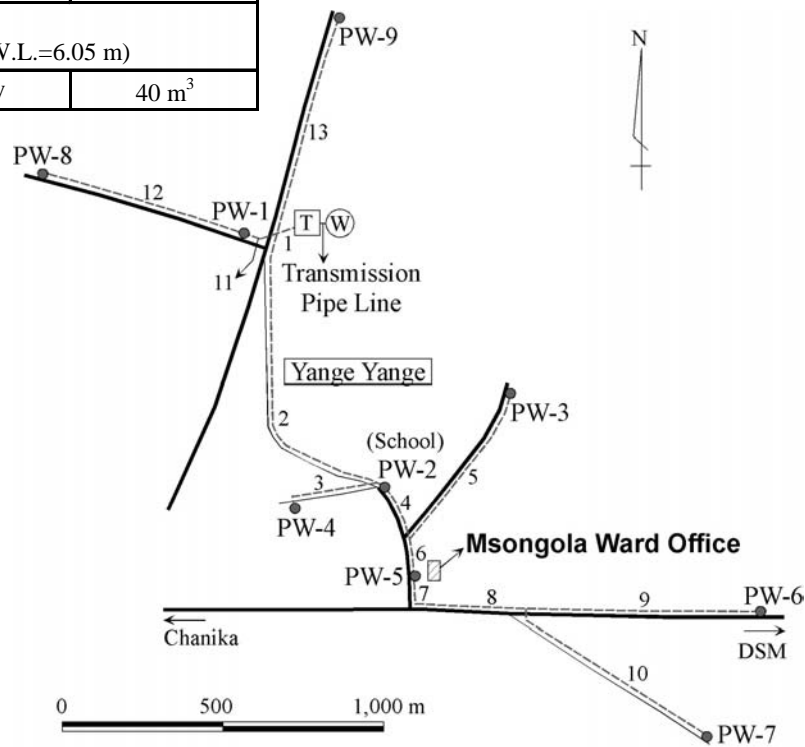 W.L.=6.05 m)
40 m³
PW-9
N
13
PW-8
12
PW-1
T
W
1
11
Transmission
Pipe Line
Yange Yange
PW-3
2
(School)
PW-2
5
3
4
PW-4
6
Msongola Ward Office
PW-5
7
8
9
PW-6
Chanika
DSM
10
0 500 1,000 m
PW-7